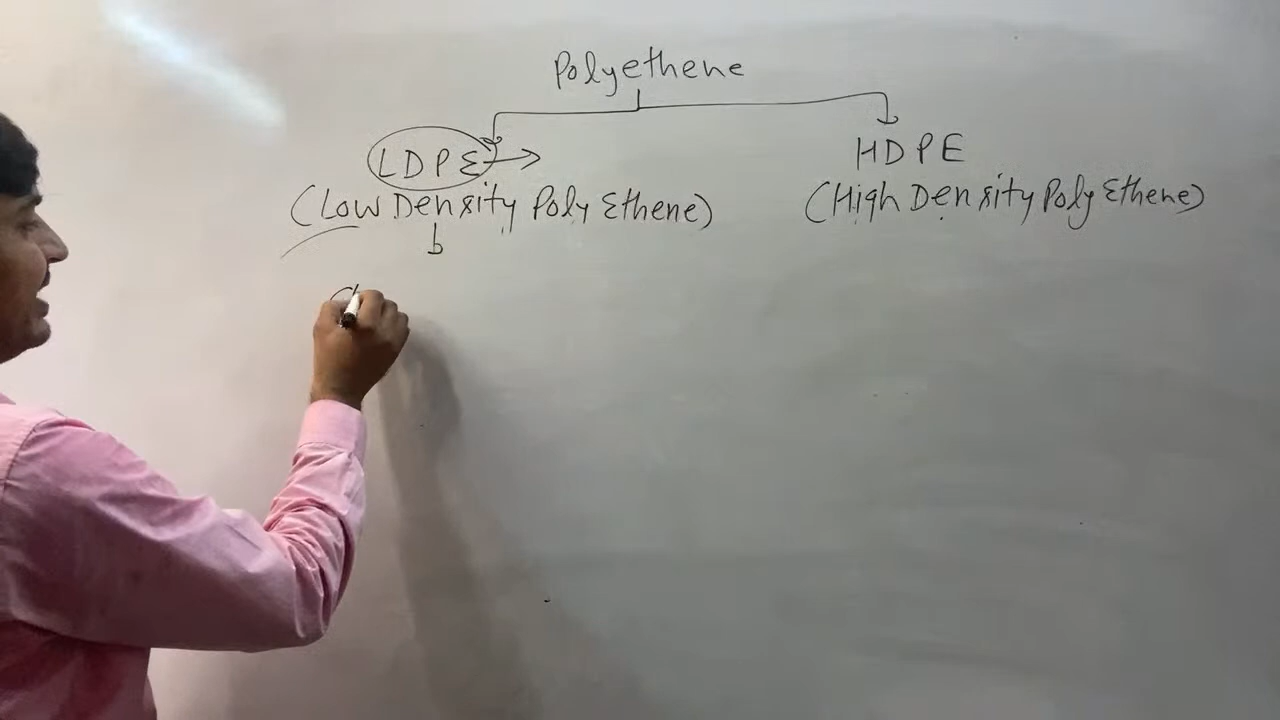 Polyethene
LDPE
HDPE
(Low Density Poly Ethene)
(High Density Poly Ethene)